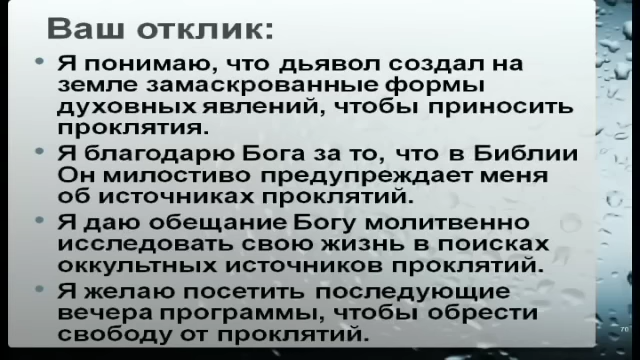 Ваш отклик:
• Я понимаю, что дьявол создал на
земле замаскрованные формы
духовных явлений, чтобы приносить
проклятия.
• Я благодарю Бога за то, что в Библии
Он милостиво предупреждает меня
об источниках проклятий.
• Я даю обещание Богу молитвенно
исследовать свою жизнь в поисках
оккультных источников проклятий.
• Я желаю посетить последующие
вечера программы, чтобы обрести
свободу от проклятий.